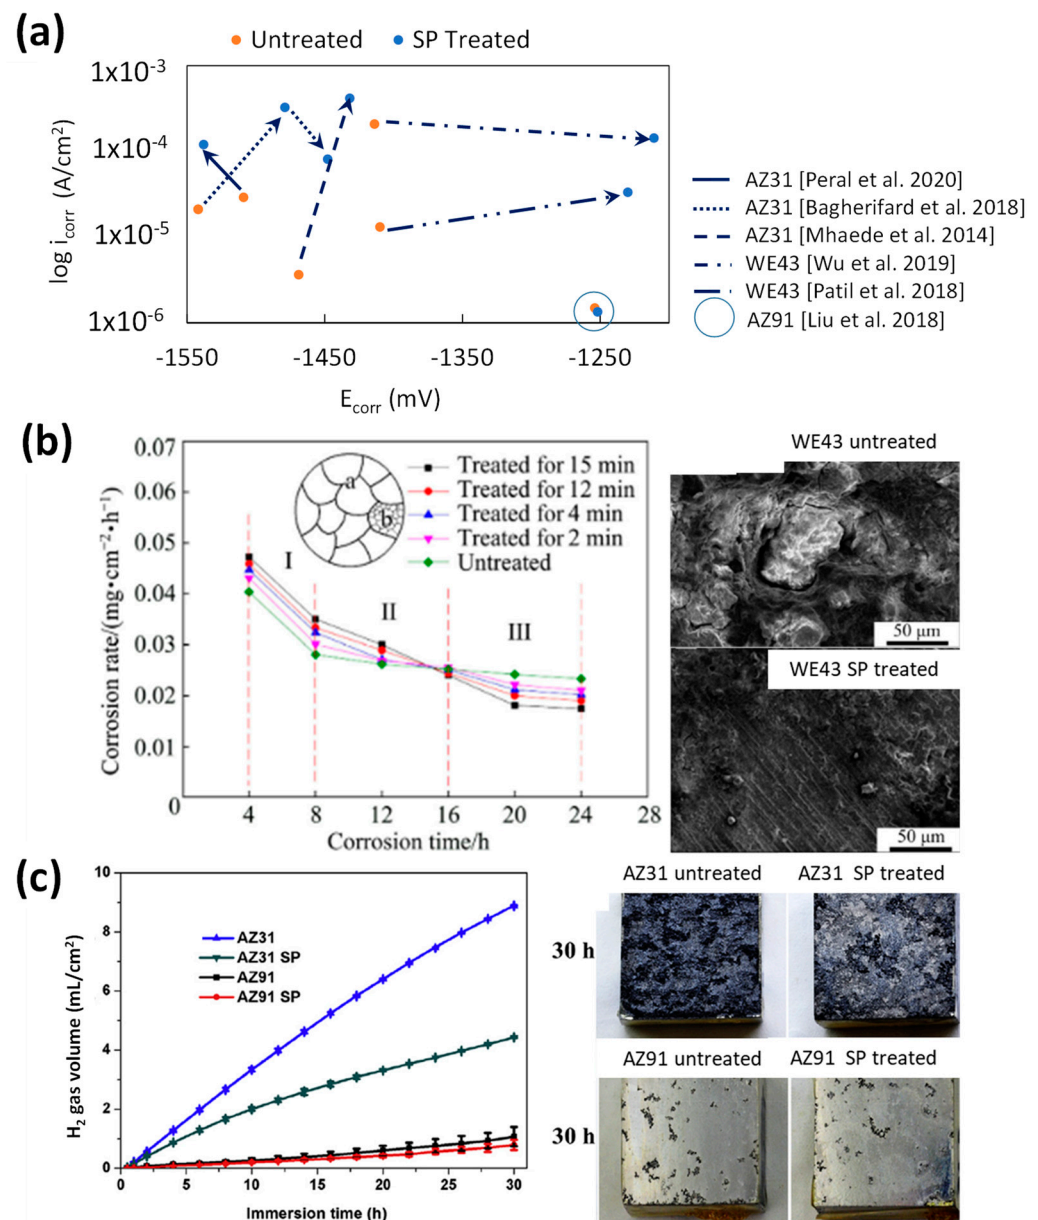 (a)
Untreated SP Treated
1x10-3
1x10-4
1x10-5
1x10-6
log icorr (A/cm2)
-1550 -1450 -1350 -1250
Ecorr (mV)
AZ31 [Peral et al. 2020]
AZ31 [Bagherifard et al. 2018]
AZ31 [Mhaede et al. 2014]
WE43 [Wu et al. 2019]
WE43 [Patil et al. 2018]
AZ91 [Liu et al. 2018]
(b)
0.07
0.06
0.05
0.04
0.03
0.02
0.01
0
Corrosion rate/(mg•cm−2•h−1)
a
b
Treated for 15 min
Treated for 12 min
Treated for 4 min
Treated for 2 min
Untreated
I
II
III
4 8 12 16 20 24 28
Corrosion time/h
WE43 untreated
50 μm
WE43 SP treated
50 μm
(c)
10
8
6
4
2
0
H2 gas volume (mL/cm2)
AZ31
AZ31 SP
AZ91
AZ91 SP
0 5 10 15 20 25 30
Immersion time (h)
AZ31 untreated AZ31 SP treated
30 h
AZ91 untreated AZ91 SP treated
30 h